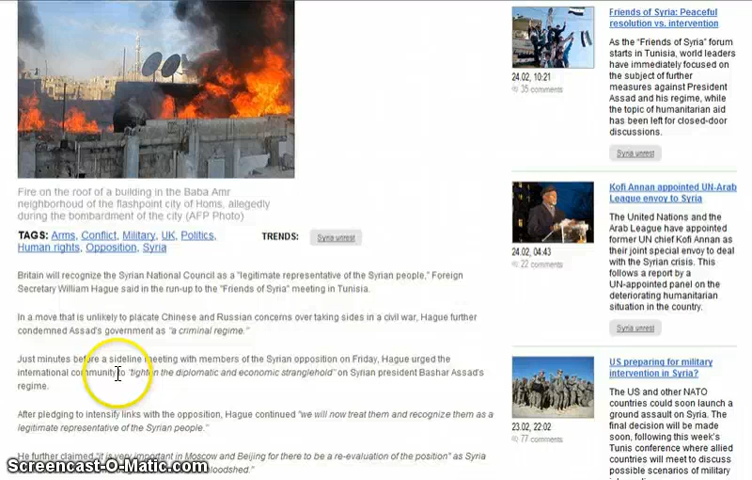 Fire on the roof of a building in the Baba Amr
neighborhoud of the flashpoint city of Homs, allegedly
during the bombardment of the city (AFP Photo)
TAGS: Arms, Conflict, Military, UK, Politics,
Human rights, Opposition, Syria
TRENDS: Syria unrest
Britain will recognize the Syrian National Council as a "legitimate representative of the Syrian people," Foreign
Secretary William Hague said in the run-up to the "Friends of Syria" meeting in Tunisia.
In a move that is unlikely to placate Chinese and Russian concerns over taking sides in a civil war, Hague further
condemned Assad's government as "a criminal regime."
Just minutes before a sideline meeting with members of the Syrian opposition on Friday, Hague urged the
international community to "tighten the diplomatic and economic stranglehold" on Syrian president Bashar Assad's
regime.
After pledging to intensify links with the opposition, Hague continued "we will now treat them and recognize them as a
legitimate representative of the Syrian people."
He further claimed "it is very important in Moscow and Beijing for there to be a re-evaluation of the position" as Syria
bloodshed."
Screencast-O-Matic.com
Friends of Syria: Peaceful
resolution vs. intervention
24.02, 10:21
35 comments
As the "Friends of Syria" forum
starts in Tunisia, world leaders
have immediately focused on
the subject of further
measures against President
Assad and his regime, while
the topic of humanitarian aid
has been left for closed-door
discussions.
Syria unrest
Kofi Annan appointed UN-Arab
League envoy to Syria
24.02, 04:43
22 comments
The United Nations and the
Arab League have appointed
former UN chief Kofi Annan as
their joint special envoy to deal
with the Syrian crisis. This
follows a report by a
UN-appointed panel on the
deteriorating humanitarian
situation in the country.
Syria unrest
US preparing for military
intervention in Syria?
23.02, 22:02
77 comments
The US and other NATO
countries could soon launch a
ground assault on Syria. The
final decision will be made
soon, following this week's
Tunis conference where allied
countries will meet to discuss
possible scenarios of military